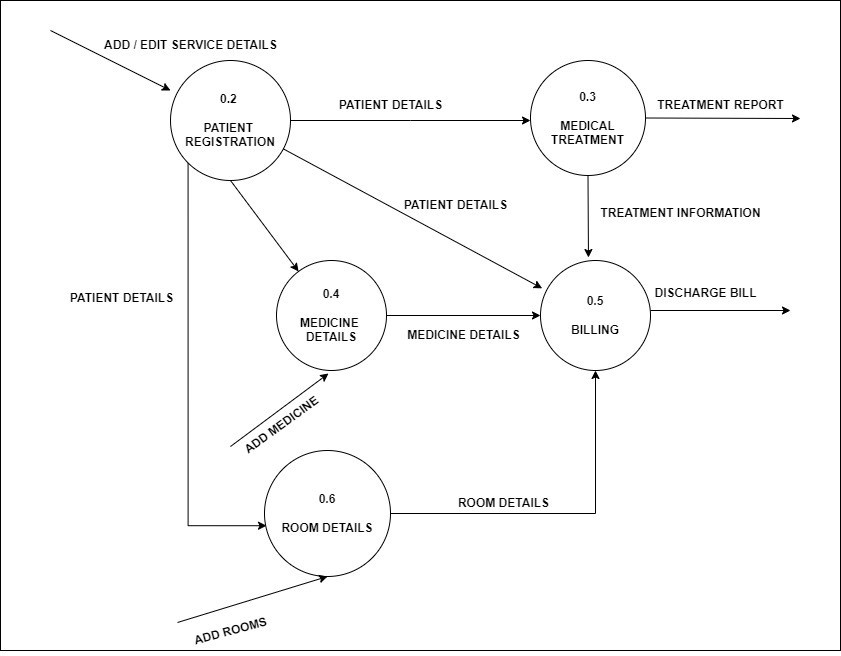 ADD / EDIT SERVICE DETAILS
0.2
PATIENT
REGISTRATION
PATIENT DETAILS
0.3
MEDICAL
TREATMENT
TREATMENT REPORT
PATIENT DETAILS
TREATMENT INFORMATION
PATIENT DETAILS
0.4
MEDICINE
DETAILS
MEDICINE DETAILS
0.5
BILLING
DISCHARGE BILL
ADD MEDICINE
0.6
ROOM DETAILS
ROOM DETAILS
ADD ROOMS